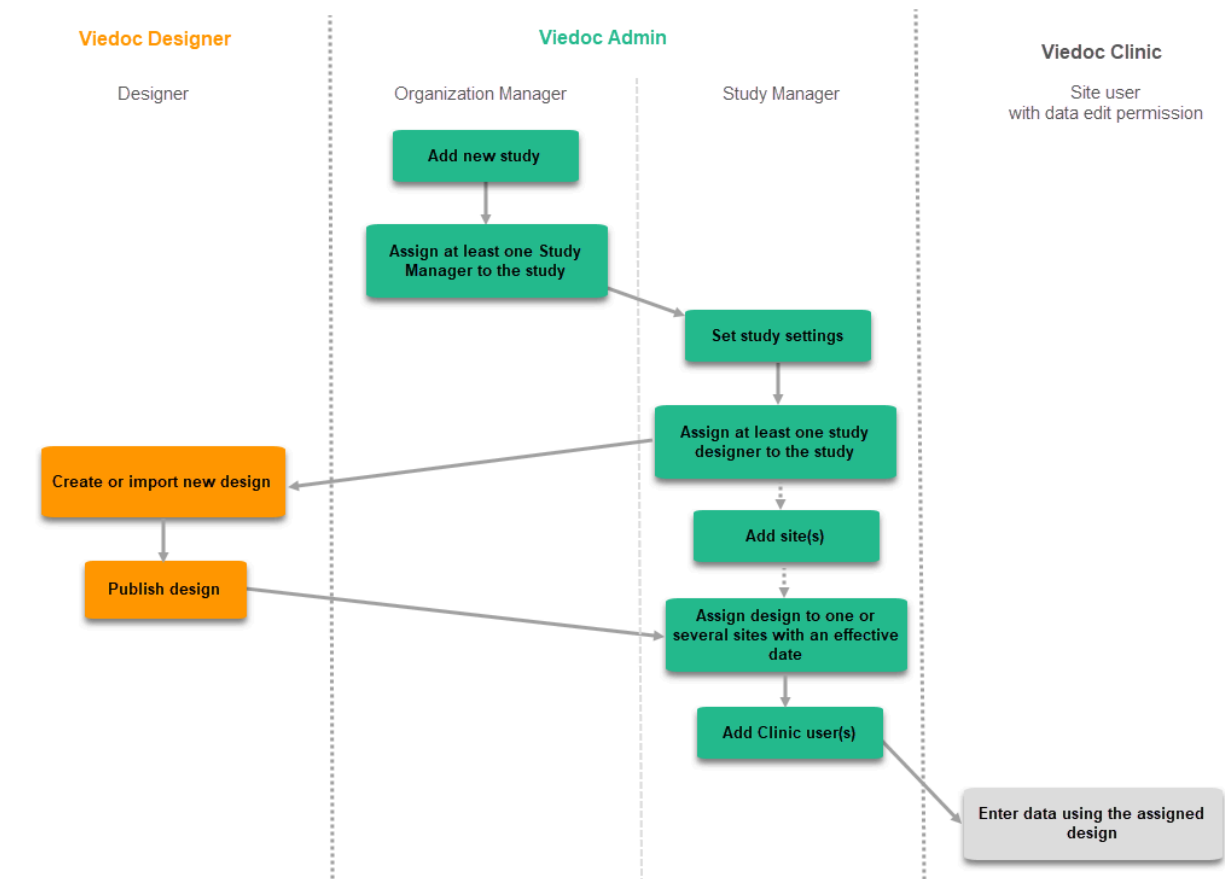 Viedoc Designer
Viedoc Admin
Viedoc Clinic
Designer
Organization Manager
Study Manager
Site user
with data edit permission
Add new study
Assign at least one Study
Manager to the study
Set study settings
Assign at least one study
designer to the study
Create or import new design
Add site(s)
Publish design
Assign design to one or
several sites with an effective
date
Add Clinic user(s)
Enter data using the assigned
design